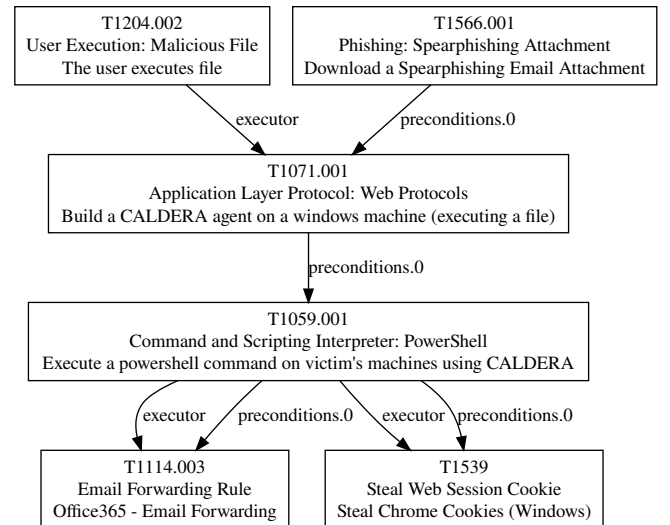 T1204.002
User Execution: Malicious File
The user executes file
T1566.001
Phishing: Spearphishing Attachment
Download a Spearphishing Email Attachment
executor
preconditions.0
T1071.001
Application Layer Protocol: Web Protocols
Build a CALDERA agent on a windows machine (executing a file)
preconditions.0
T1059.001
Command and Scripting Interpreter: PowerShell
Execute a powershell command on victim's machines using CALDERA
executor
preconditions.0
executor
preconditions.0
T1114.003
Email Forwarding Rule
Office365 - Email Forwarding
T1539
Steal Web Session Cookie
Steal Chrome Cookies (Windows)